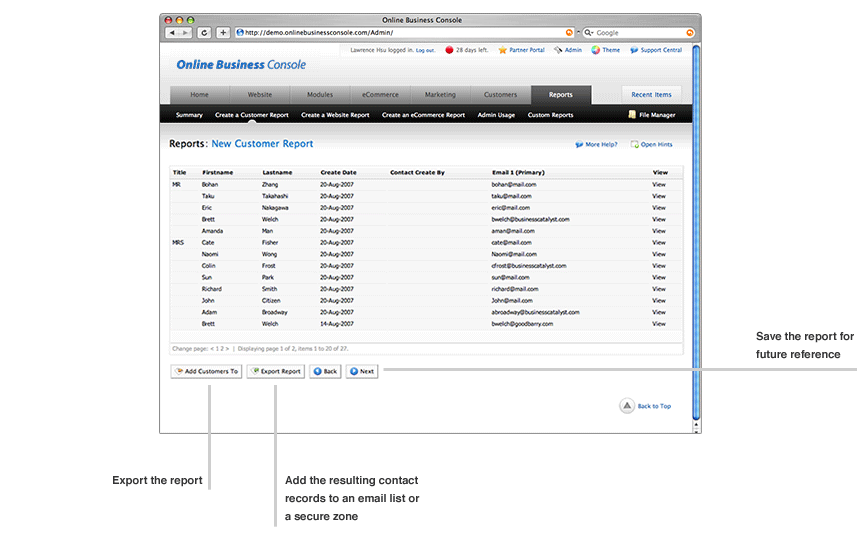 Online Business Console
http://demo.onlinebusinessconsole.com/Admin/
Google
Lawrence Hsu logged in. Log out. 28 days left. Partner Portal Admin Theme Support Central
Online Business Console
Home Website Modules eCommerce Marketing Customers Reports Recent Items
Summary Create a Customer Report Create a Website Report Create an eCommerce Report Admin Usage Custom Reports File Manager
Reports: New Customer Report More Help? Open Hints
Title Firstname Lastname Create Date Contact Create By Email 1 (Primary) View
MR Bohan Zhang 20-Aug-2007 bohan@mail.com View
Taku Takahashi 20-Aug-2007 taku@mail.com View
Eric Nakagawa 20-Aug-2007 eric@mail.com View
Brett Welch 20-Aug-2007 bwelch@businesscatalyst.com View
Amanda Man 20-Aug-2007 aman@mail.com View
MRS Cate Fisher 20-Aug-2007 cate@mail.com View
Naomi Wong 20-Aug-2007 Naomi@mail.com View
Colin Frost 20-Aug-2007 cfrost@businesscatalyst.com View
Sun Park 20-Aug-2007 sun@mail.com View
Richard Smith 20-Aug-2007 richard@mail.com View
John Citizen 20-Aug-2007 John@mail.com View
Adam Broadway 20-Aug-2007 abroadway@businesscatalyst.com View
Brett Welch 14-Aug-2007 bwelch@goodbarry.com View
Change page: < 1 2 > | Displaying page 1 of 2, items 1 to 20 of 27.
Add Customers To Export Report Back Next
Save the report for
future reference
Back to Top
Export the report
Add the resulting contact
records to an email list or
a secure zone